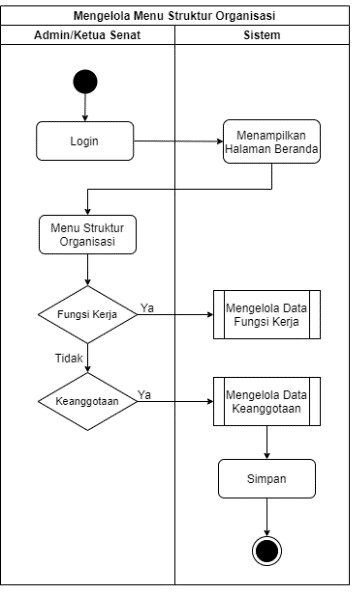 Mengelola Menu Struktur Organisasi
Admin/Ketua Senat
Sistem
Login
Menampilkan
Halaman Beranda
Menu Struktur
Organisasi
Fungsi Kerja
Ya
Mengelola Data
Fungsi Kerja
Tidak
Keanggotaan
Ya
Mengelola Data
Keanggotaan
Simpan